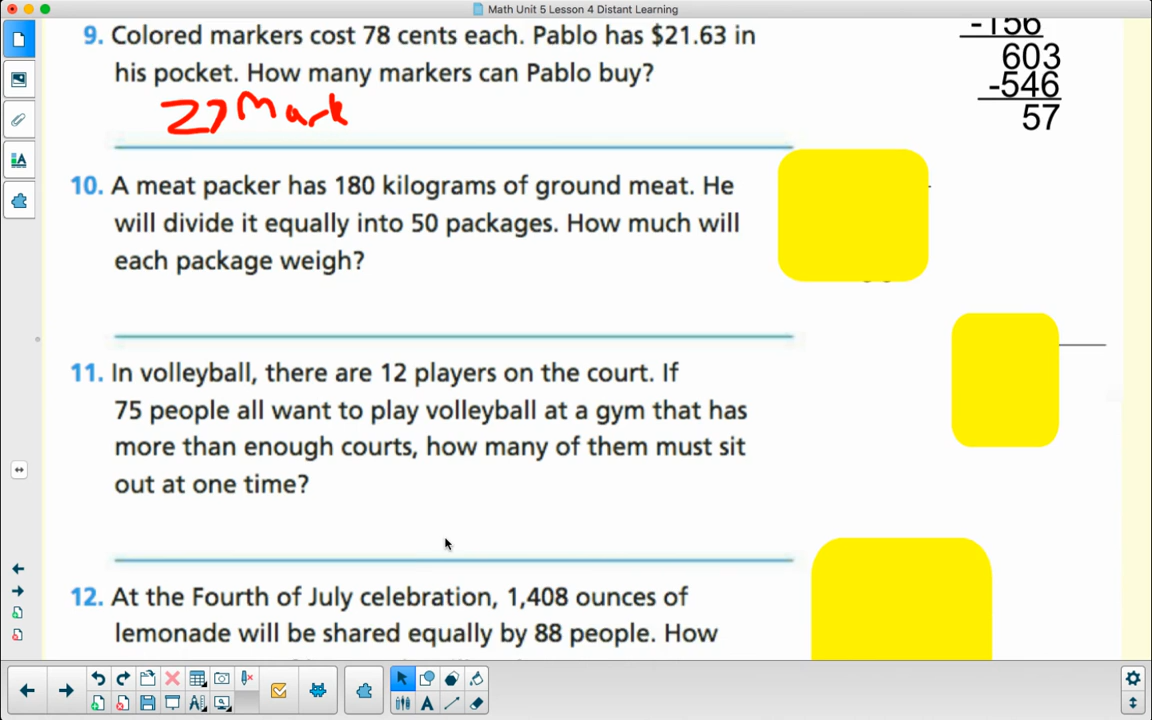 Math Unit 5 Lesson 4 Distant Learning
9. Colored markers cost 78 cents each. Pablo has $21.63 in
his pocket. How many markers can Pablo buy?
27 Mark
-156
603
-546
57
10. A meat packer has 180 kilograms of ground meat. He
will divide it equally into 50 packages. How much will
each package weigh?
11. In volleyball, there are 12 players on the court. If
75 people all want to play volleyball at a gym that has
more than enough courts, how many of them must sit
out at one time?
12. At the Fourth of July celebration, 1,408 ounces of
lemonade will be shared equally by 88 people. How